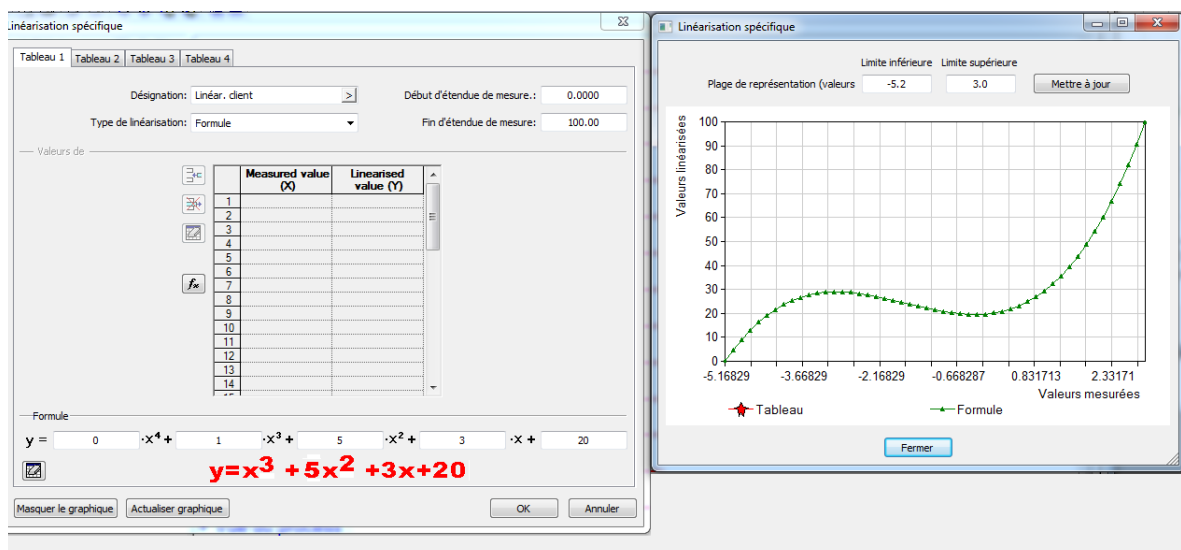 Linéarisation spécifique
Tableau 1 Tableau 2 Tableau 3 Tableau 4
Désignation: Linéar. client > Début d'étendue de mesure.: 0.0000
Type de linéarisation: Formule Fin d'étendue de mesure: 100.00
Valeurs de
Measured value (X) Linearised value (Y)
1
2
3
4
5
6
7
8
9
10
11
12
13
14
Formule
y = 0 ·X⁴ + 1 ·X³ + 5 ·X² + 3 ·X + 20
y=x³ +5x² +3x+20
Masquer le graphique Actualiser graphique OK Annuler
Linéarisation spécifique
Limite inférieure Limite supérieure
Plage de représentation (valeurs -5.2 3.0 Mettre à jour
Valeurs linéarisées
100
90
80
70
60
50
40
30
20
10
0
-5.16829 -3.66829 -2.16829 -0.668287 0.831713 2.33171
Valeurs mesurées
Tableau Formule
Fermer